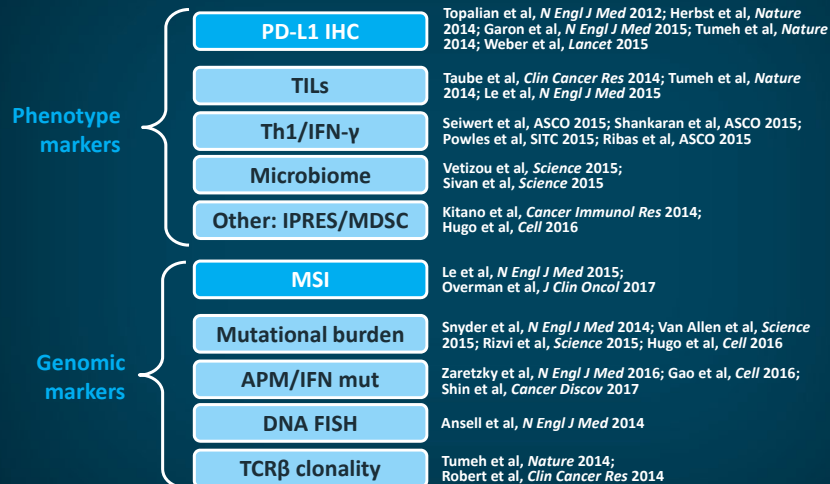 PD-L1 IHC
Topalian et al, N Engl J Med 2012; Herbst et al, Nature
2014; Garon et al, N Engl J Med 2015; Tumeh et al, Nature
2014; Weber et al, Lancet 2015
TILs
Taube et al, Clin Cancer Res 2014; Tumeh et al, Nature
2014; Le et al, N Engl J Med 2015
Phenotype
markers
Th1/IFN-γ
Seiwert et al, ASCO 2015; Shankaran et al, ASCO 2015;
Powles et al, SITC 2015; Ribas et al, ASCO 2015
Microbiome
Vetizou et al, Science 2015;
Sivan et al, Science 2015
Other: IPRES/MDSC
Kitano et al, Cancer Immunol Res 2014;
Hugo et al, Cell 2016
MSI
Le et al, N Engl J Med 2015;
Overman et al, J Clin Oncol 2017
Mutational burden
Snyder et al, N Engl J Med 2014; Van Allen et al, Science
2015; Rizvi et al, Science 2015; Hugo et al, Cell 2016
Genomic
markers
APM/IFN mut
Zaretzky et al, N Engl J Med 2016; Gao et al, Cell 2016;
Shin et al, Cancer Discov 2017
DNA FISH
Ansell et al, N Engl J Med 2014
TCRβ clonality
Tumeh et al, Nature 2014;
Robert et al, Clin Cancer Res 2014